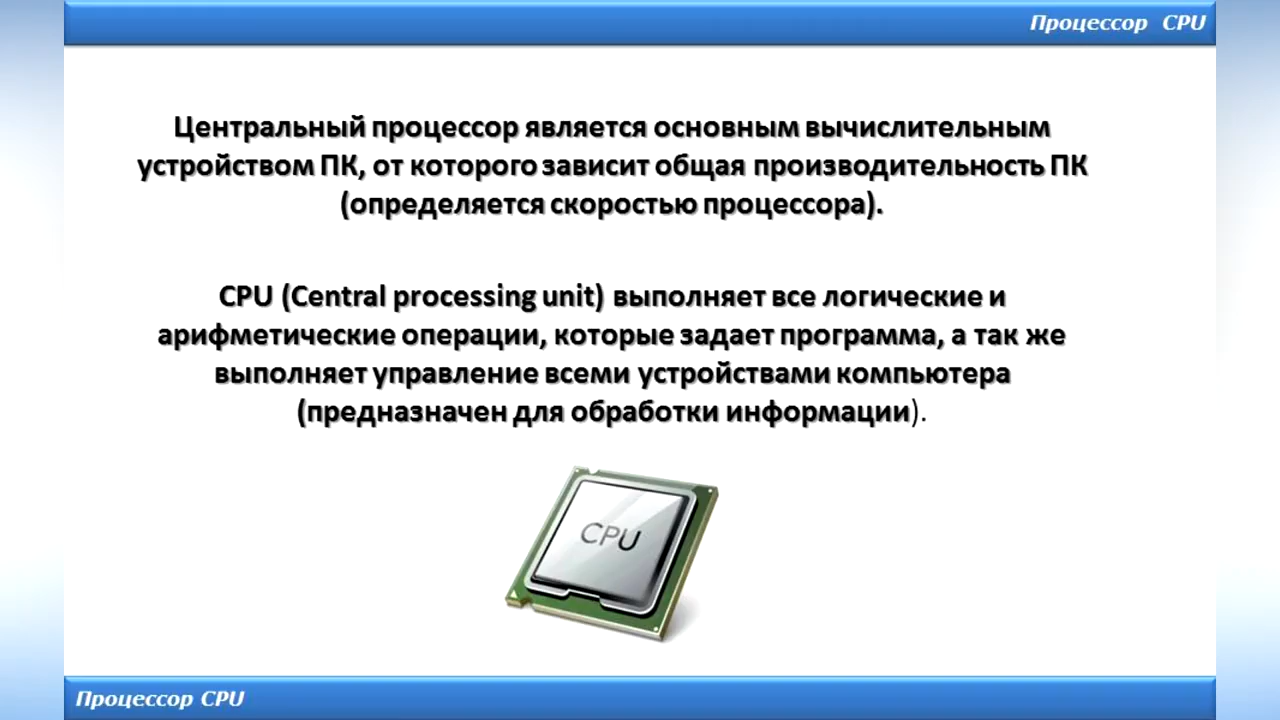 Процессор CPU
Центральный процессор является основным вычислительным
устройством ПК, от которого зависит общая производительность ПК
(определяется скоростью процессора).
CPU (Central processing unit) выполняет все логические и
арифметические операции, которые задает программа, а так же
выполняет управление всеми устройствами компьютера
(предназначен для обработки информации).
CPU
Процессор CPU